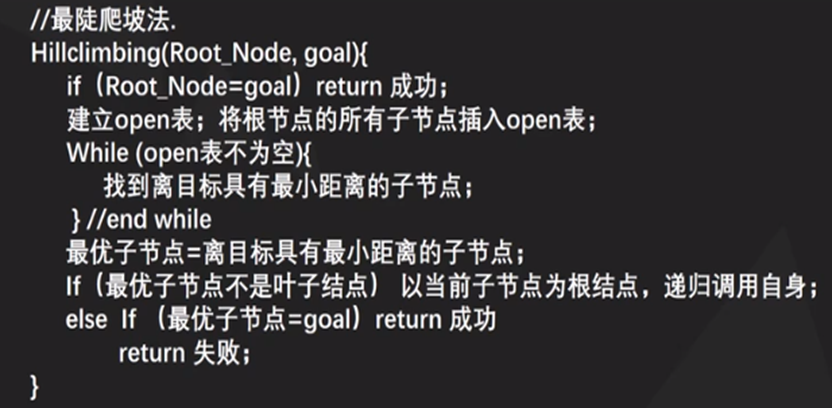 //最陡爬坡法.
Hillclimbing(Root_Node, goal){
if（Root_Node=goal）return 成功；
建立open表；将根节点的所有子节点插入open表；
While (open表不为空){
找到离目标具有最小距离的子节点；
} //end while
最优子节点=离目标具有最小距离的子节点；
If（最优子节点不是叶子结点） 以当前子节点为根结点，递归调用自身；
else If （最优子节点=goal）return 成功
return 失败；
}